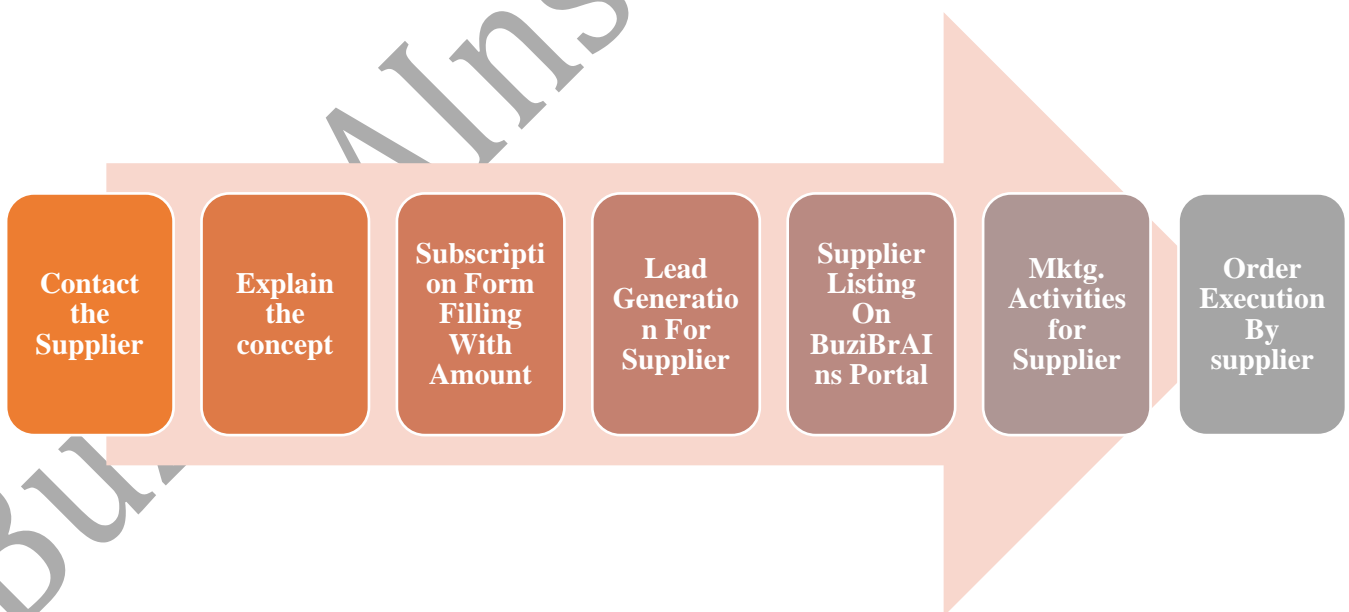 Contact
the
Supplier
Explain
the
concept
Subscripti
on Form
Filling
With
Amount
Lead
Generatio
n For
Supplier
Supplier
Listing
On
BuziBrAI
ns Portal
Mktg.
Activities
for
Supplier
Order
Execution
By
supplier